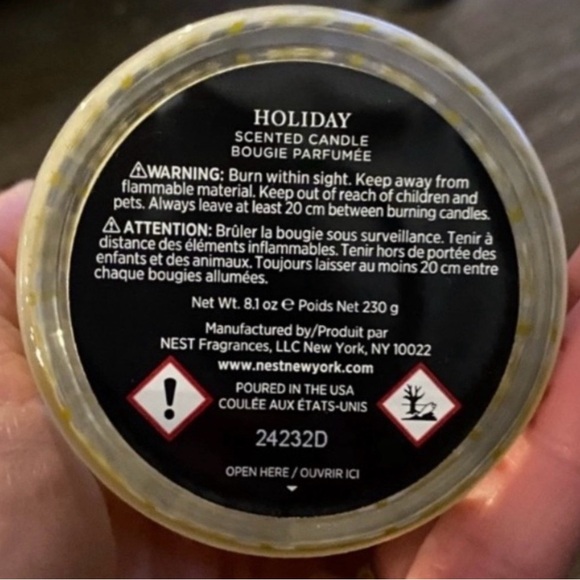 HOLIDAY
SCENTED CANDLE
BOUGIE PARFUMÉE
⚠WARNING: Burn within sight. Keep away from
flammable material. Keep out of reach of children and
pets. Always leave at least 20 cm between burning candles.
⚠ATTENTION: Brûler la bougie sous surveillance. Tenir à
distance des éléments inflammables. Tenir hors de portée des
enfants et des animaux. Toujours laisser au moins 20 cm entre
chaque bougies allumées.
Net Wt. 8.1 oz ℮ Poids Net 230 g
Manufactured by/Produit par
NEST Fragrances, LLC New York, NY 10022
www.nestnewyork.com
POURED IN THE USA
COULÉE AUX ÉTATS-UNIS
24232D
OPEN HERE / OUVRIR ICI